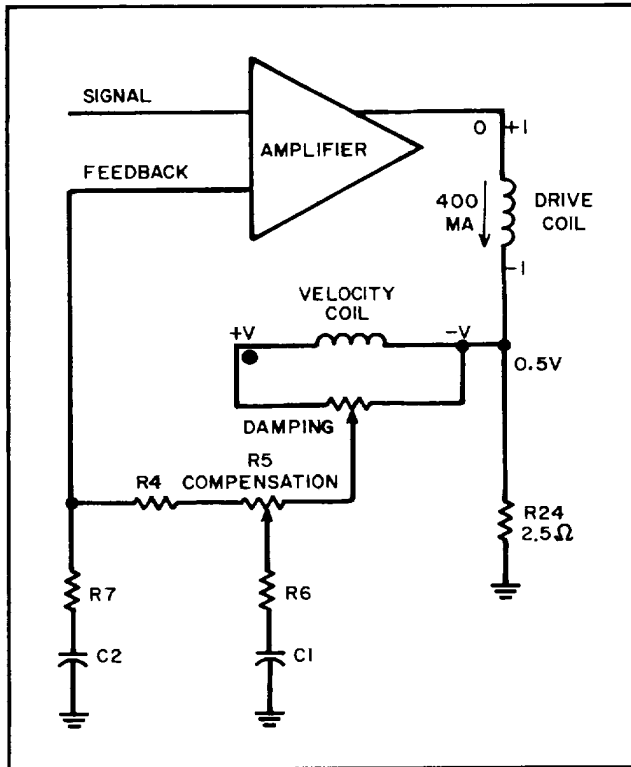 SIGNAL
AMPLIFIER
FEEDBACK
0 +1
400
MA
DRIVE
COIL
-1
VELOCITY
COIL
+V
-V
0.5V
DAMPING
R5
R4 COMPENSATION
R24
2.5Ω
R7
R6
C2
C1